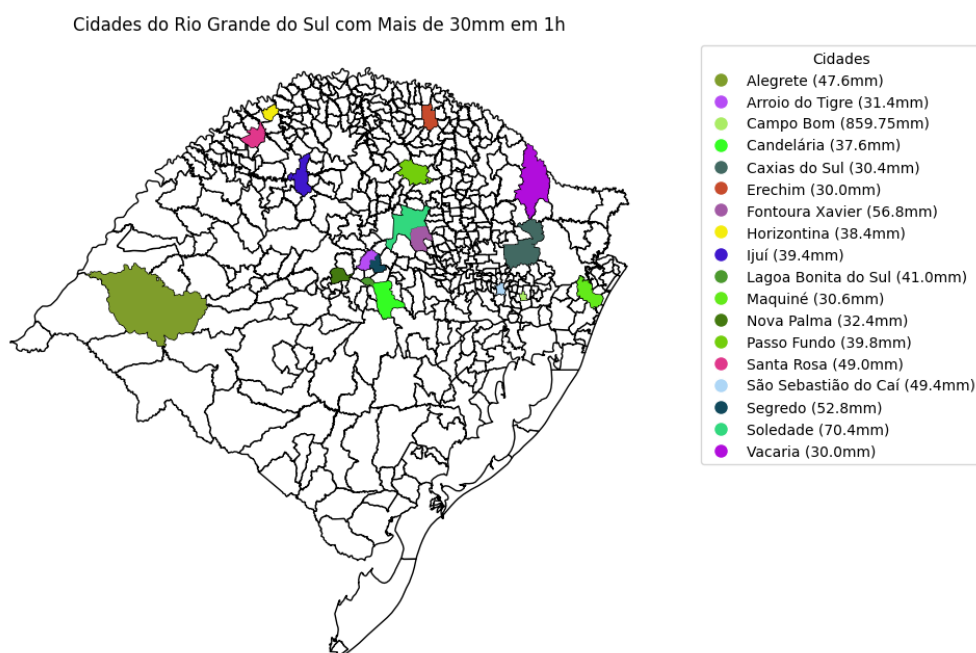 Cidades do Rio Grande do Sul com Mais de 30mm em 1h
Cidades
Alegrete (47.6mm)
Arroio do Tigre (31.4mm)
Campo Bom (859.75mm)
Candelária (37.6mm)
Caxias do Sul (30.4mm)
Erechim (30.0mm)
Fontoura Xavier (56.8mm)
Horizontina (38.4mm)
Ijuí (39.4mm)
Lagoa Bonita do Sul (41.0mm)
Maquiné (30.6mm)
Nova Palma (32.4mm)
Passo Fundo (39.8mm)
Santa Rosa (49.0mm)
São Sebastião do Caí (49.4mm)
Segredo (52.8mm)
Soledade (70.4mm)
Vacaria (30.0mm)